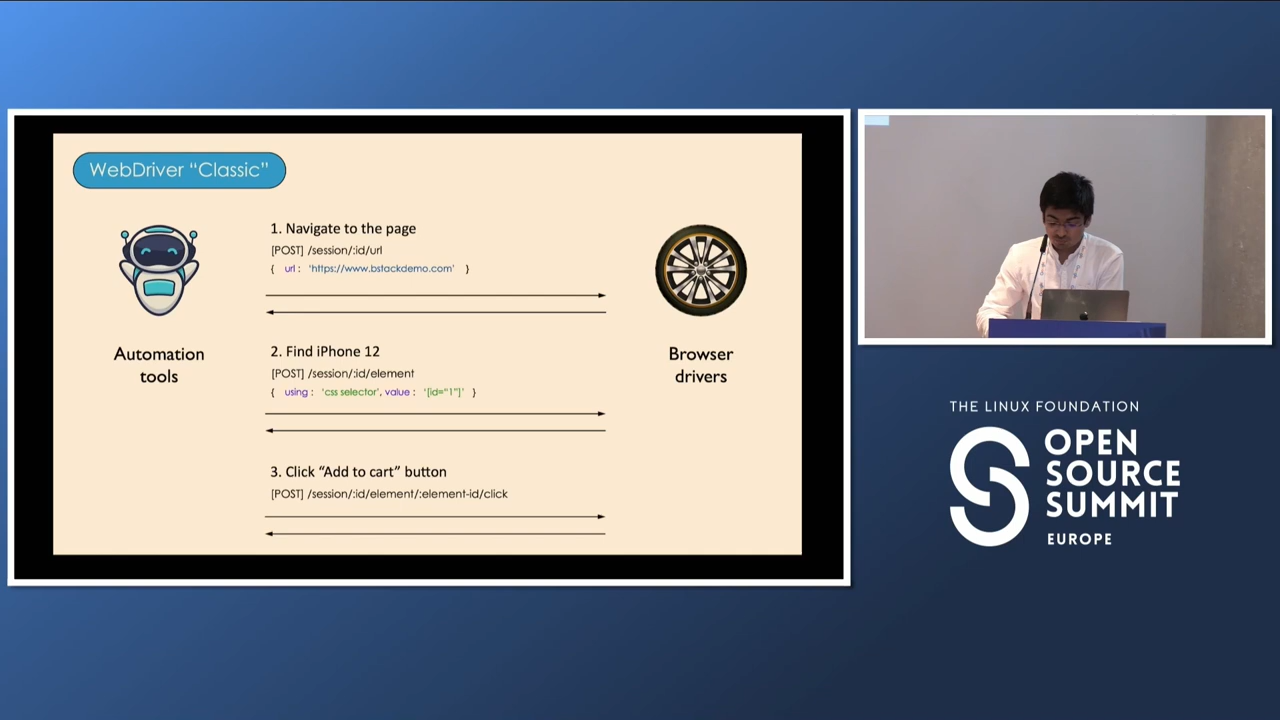 WebDriver “Classic”
1. Navigate to the page
[POST] /session/:id/url
{ url : 'https://www.bstackdemo.com' }
Automation
tools
2. Find iPhone 12
[POST] /session/:id/element
{ using : 'css selector', value : '[id="1"]' }
Browser
drivers
3. Click “Add to cart” button
[POST] /session/:id/element/:element-id/click
THE LINUX FOUNDATION
OPEN
SOURCE
SUMMIT
EUROPE